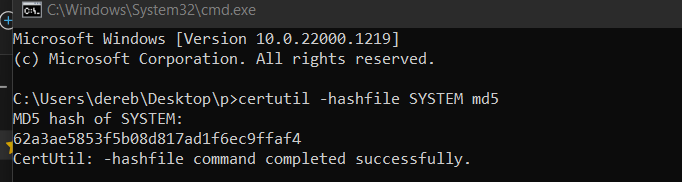 C:\Windows\System32\cmd.exe
Microsoft Windows [Version 10.0.22000.1219]
(c) Microsoft Corporation. All rights reserved.
C:\Users\dereb\Desktop\p>certutil -hashfile SYSTEM md5
MD5 hash of SYSTEM:
62a3ae5853f5b08d817ad1f6ec9ffaf4
CertUtil: -hashfile command completed successfully.